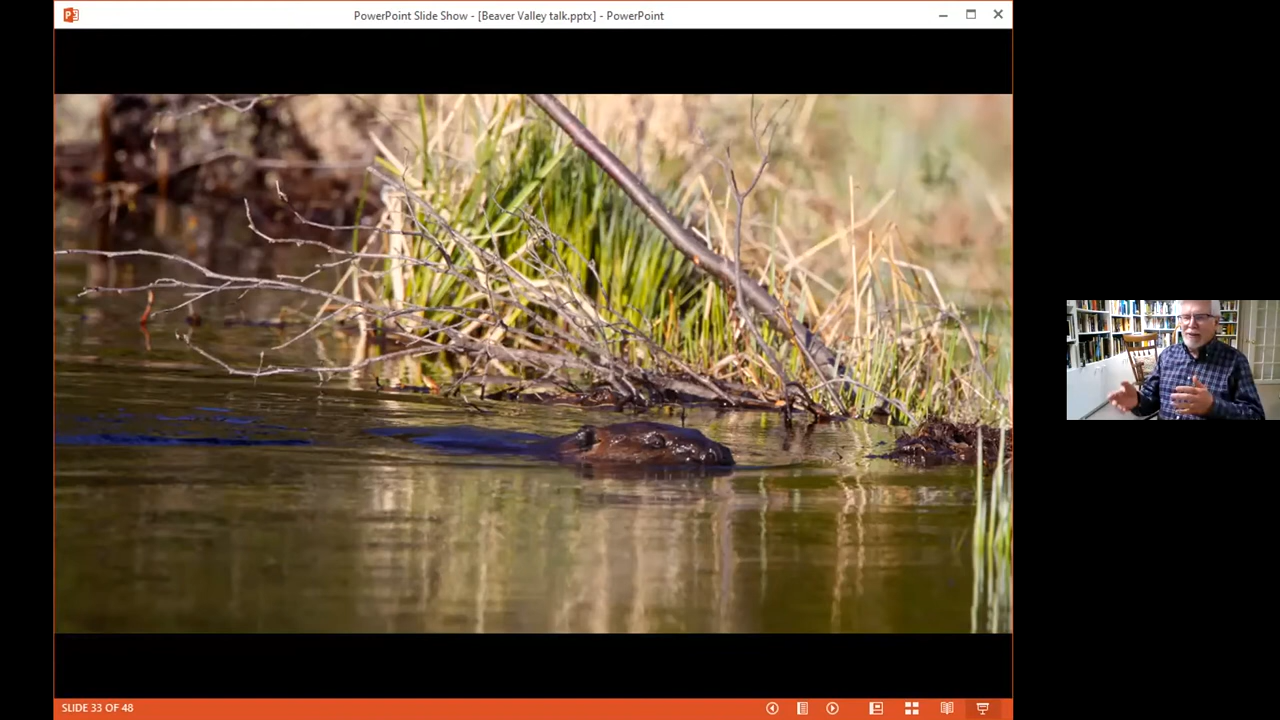 PowerPoint Slide Show - [Beaver Valley talk.pptx] - PowerPoint
SLIDE 33 OF 48